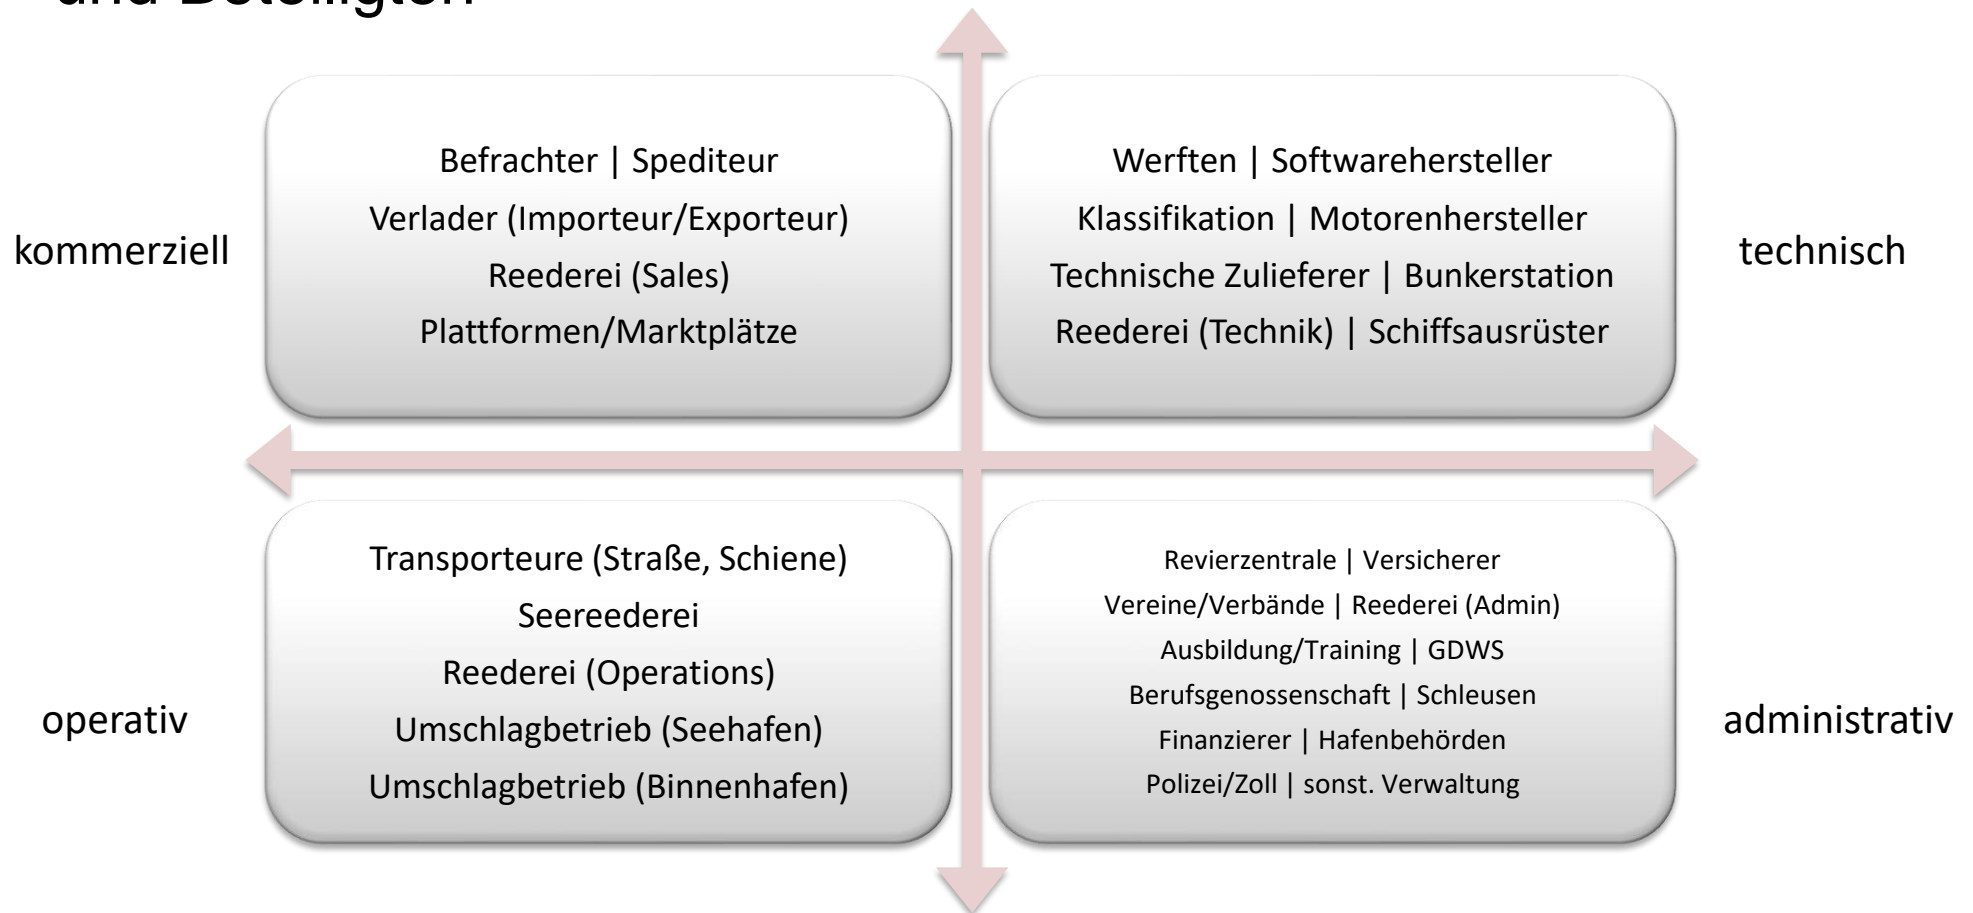 und Beteiligten
kommerziell
Befrachter | Spediteur
Verlader (Importeur/Exporteur)
Reederei (Sales)
Plattformen/Marktplätze
Werften | Softwarehersteller
Klassifikation | Motorenhersteller
Technische Zulieferer | Bunkerstation
Reederei (Technik) | Schiffsausrüster
technisch
operativ
Transporteure (Straße, Schiene)
Seereederei
Reederei (Operations)
Umschlagbetrieb (Seehafen)
Umschlagbetrieb (Binnenhafen)
Revierzentrale | Versicherer
Vereine/Verbände | Reederei (Admin)
Ausbildung/Training | GDWS
Berufsgenossenschaft | Schleusen
Finanzierer | Hafenbehörden
Polizei/Zoll | sonst. Verwaltung
administrativ